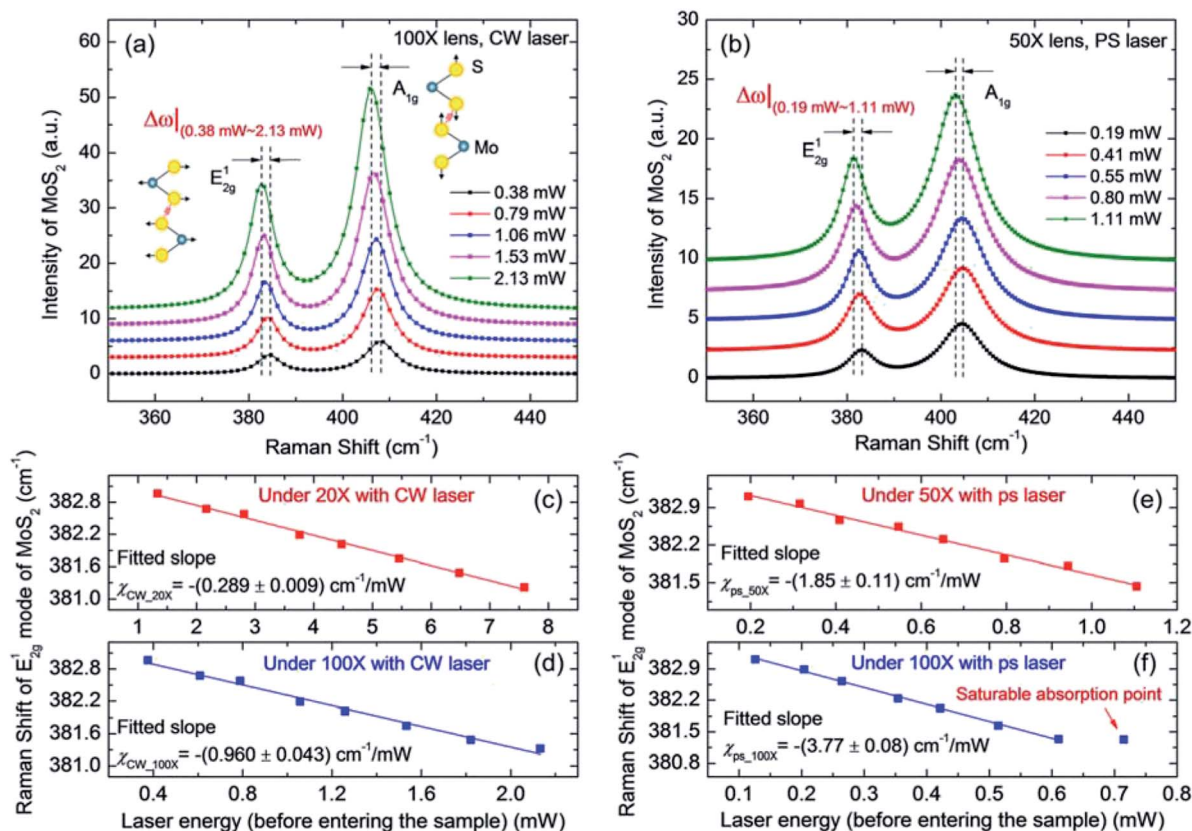 (a)
100X lens, CW laser
S
A1g
Mo
Δω|(0.38 mW~2.13 mW)
E¹2g
0.38 mW
0.79 mW
1.06 mW
1.53 mW
2.13 mW
Intensity of MoS₂ (a.u.)
60
50
40
30
20
10
0
360 380 400 420 440
Raman Shift (cm⁻¹)
(b)
50X lens, PS laser
A1g
Δω|(0.19 mW~1.11 mW)
E¹2g
0.19 mW
0.41 mW
0.55 mW
0.80 mW
1.11 mW
Intensity of MoS₂ (a.u.)
30
25
20
15
10
5
0
360 380 400 420 440
Raman Shift (cm⁻¹)
Raman Shift of E¹2g mode of MoS₂ (cm⁻¹)
Under 20X with CW laser
(c)
382.8
382.2
381.6
381.0
Fitted slope
χCW_20X= -(0.289 ± 0.009) cm⁻¹/mW
1 2 3 4 5 6 7 8
Under 100X with CW laser
(d)
382.8
382.2
381.6
381.0
Fitted slope
χCW_100X= -(0.960 ± 0.043) cm⁻¹/mW
0.4 0.8 1.2 1.6 2.0
Laser energy (before entering the sample) (mW)
Raman Shift of E¹2g mode of MoS₂ (cm⁻¹)
Under 50X with ps laser
(e)
382.9
382.2
381.5
Fitted slope
χps_50X= -(1.85 ± 0.11) cm⁻¹/mW
0.2 0.4 0.6 0.8 1.0 1.2
Under 100X with ps laser
(f)
Saturable absorption point
382.9
382.2
381.5
380.8
Fitted slope
χps_100X= -(3.77 ± 0.08) cm⁻¹/mW
0.1 0.2 0.3 0.4 0.5 0.6 0.7 0.8
Laser energy (before entering the sample) (mW)